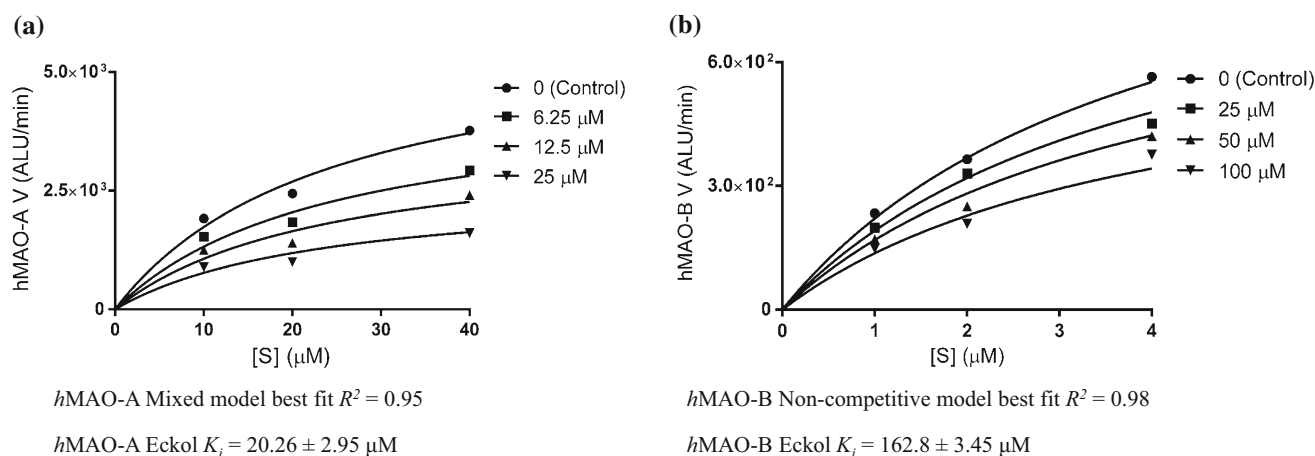 (a)
5.0×10³
2.5×10³
0
hMAO-A V (ALU/min)
0 10 20 30 40
[S] (μM)
0 (Control)
6.25 μM
12.5 μM
25 μM
hMAO-A Mixed model best fit R² = 0.95
hMAO-A Eckol Kᵢ = 20.26 ± 2.95 μM
(b)
6.0×10²
3.0×10²
0
hMAO-B V (ALU/min)
0 1 2 3 4
[S] (μM)
0 (Control)
25 μM
50 μM
100 μM
hMAO-B Non-competitive model best fit R² = 0.98
hMAO-B Eckol Kᵢ = 162.8 ± 3.45 μM